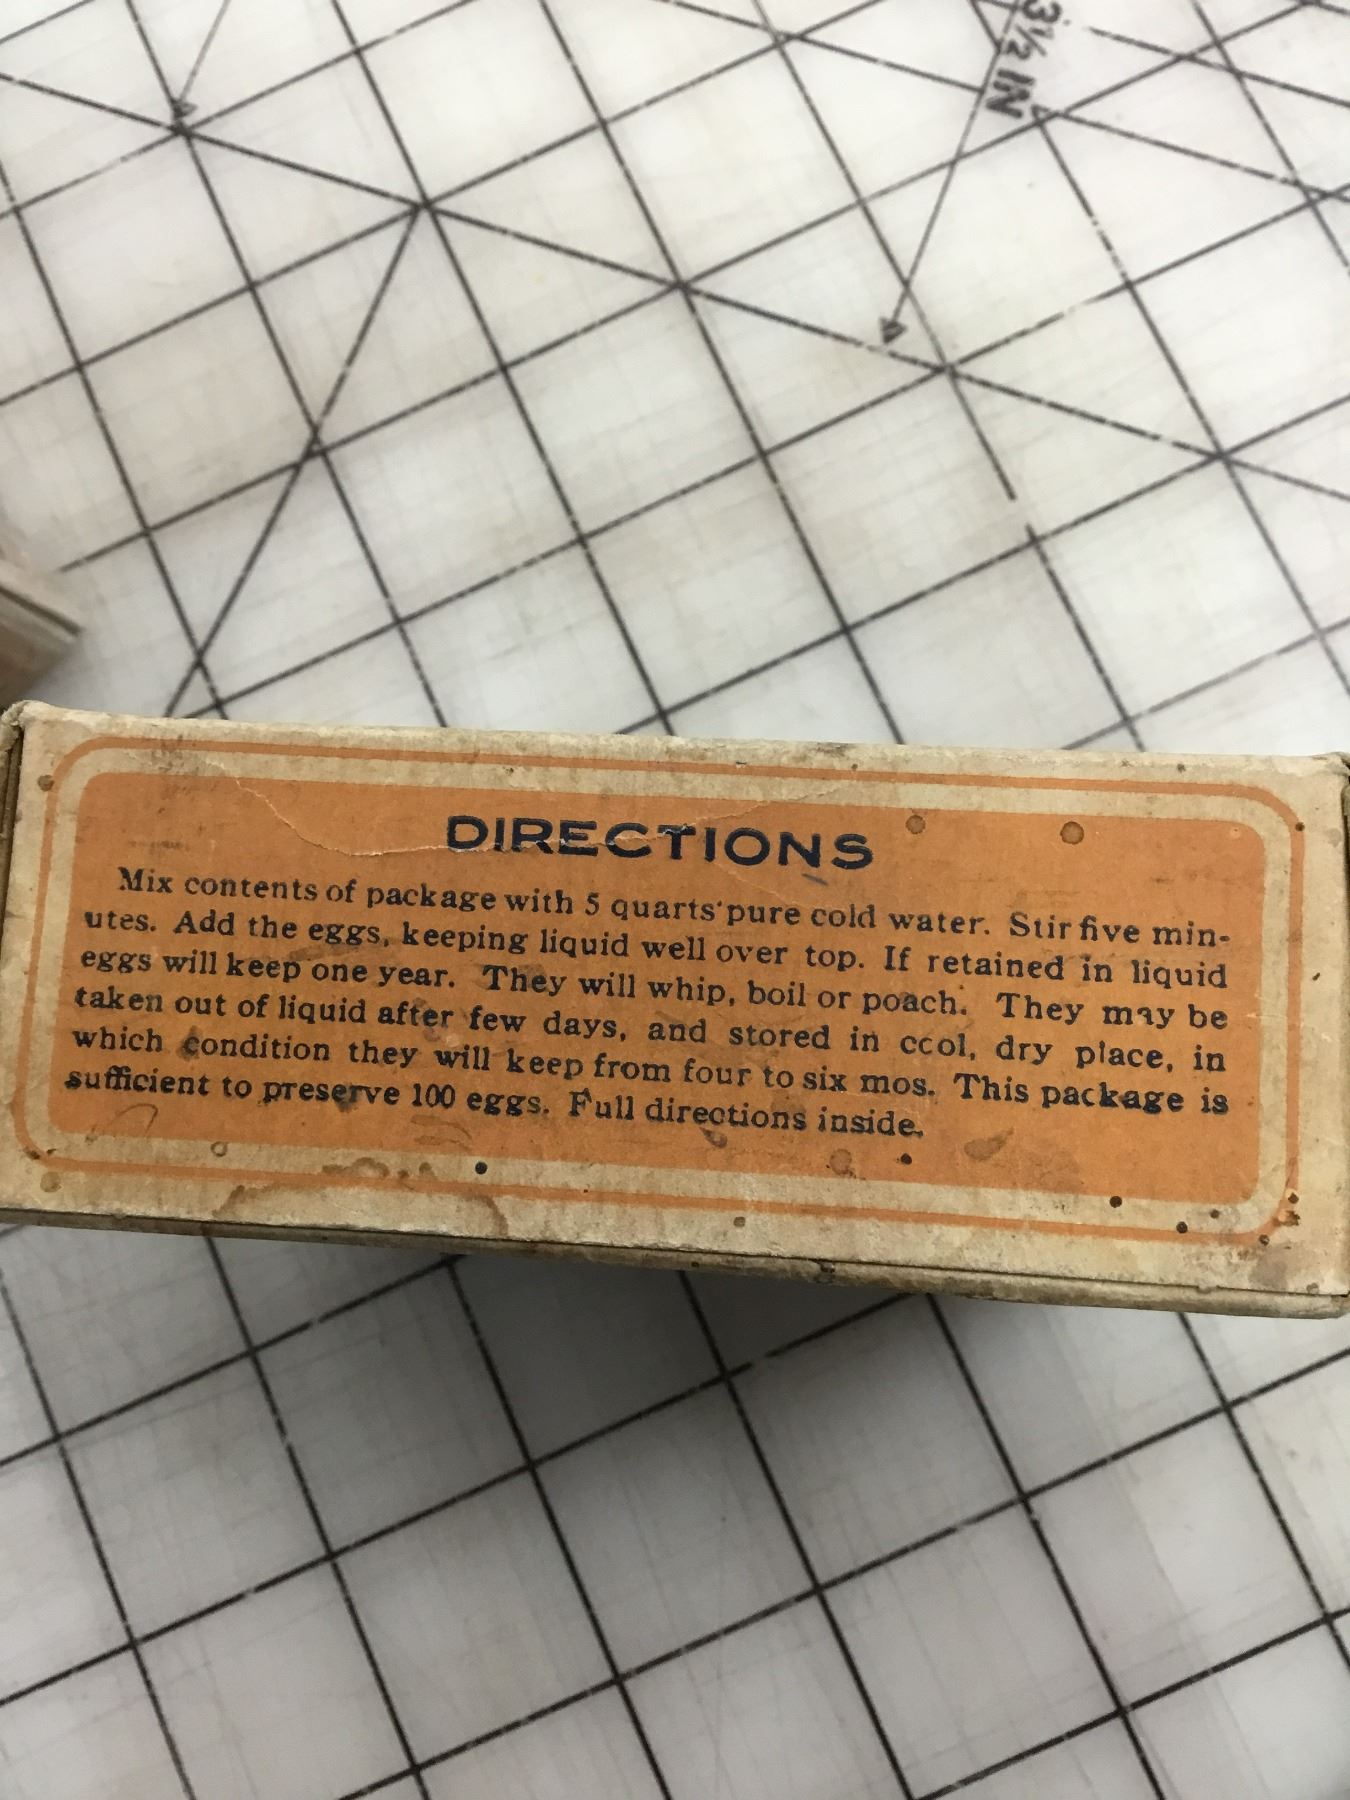 3½ IN
DIRECTIONS
Mix contents of package with 5 quarts pure cold water. Stir five min-
utes. Add the eggs, keeping liquid well over top. If retained in liquid
eggs will keep one year. They will whip, boil or poach. They may be
taken out of liquid after few days, and stored in ccol, dry place, in
which condition they will keep from four to six mos. This package is
sufficient to preserve 100 eggs. Full directions inside.